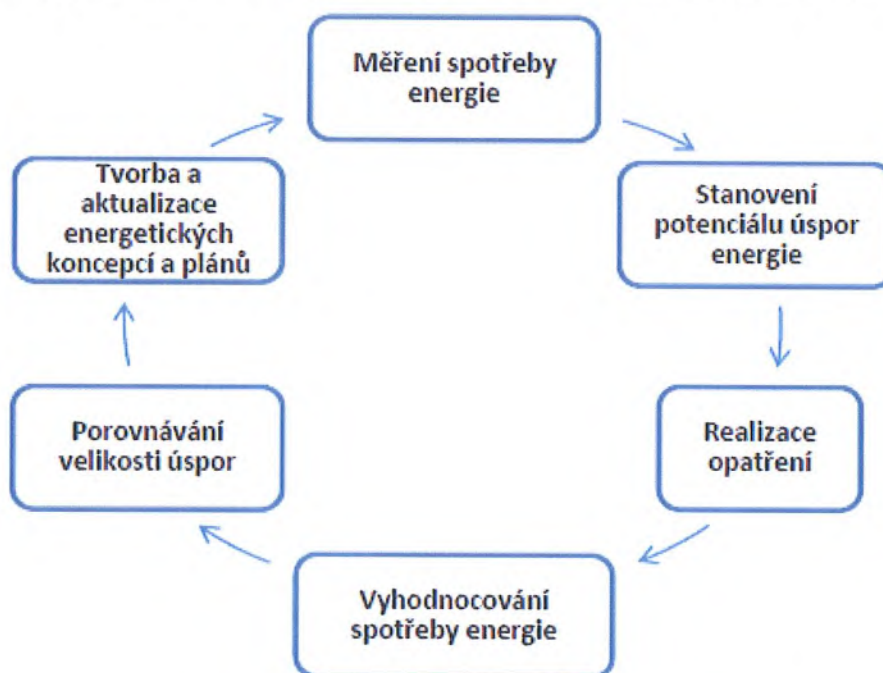 Měření spotřeby
energie
Stanovení
potenciálu úspor
energie
Realizace
opatření
Vyhodnocování
spotřeby energie
Porovnávání
velikosti úspor
Tvorba a
aktualizace
energetických
koncepcí a plánů